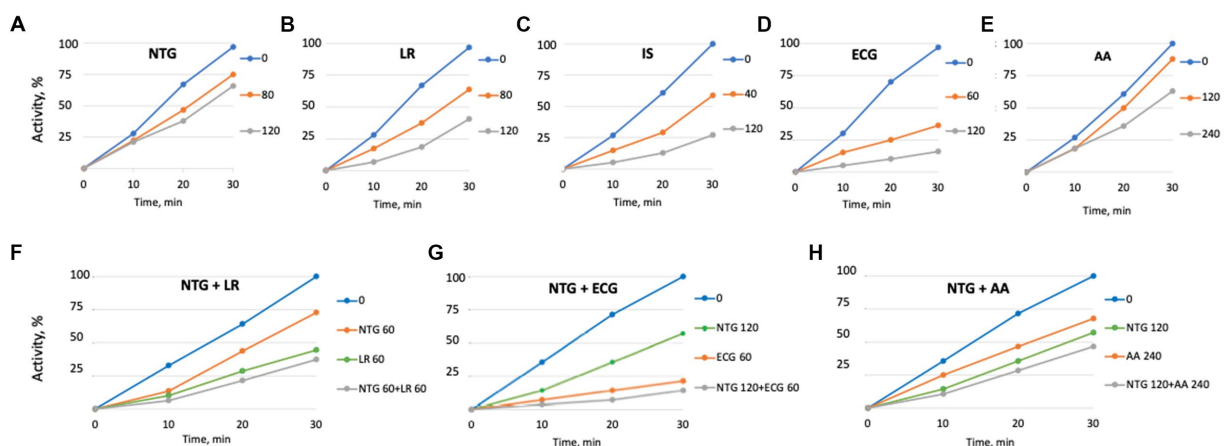 A
NTG
Activity, %
100
75
50
25
0
10
20
30
Time, min
0
80
120
B
LR
100
75
50
25
0
10
20
30
Time, min
0
80
120
C
IS
100
75
50
25
0
10
20
30
Time, min
0
40
120
D
ECG
100
75
50
25
0
10
20
30
Time, min
0
60
120
E
AA
100
75
50
25
0
10
20
30
Time, min
0
120
240
F
NTG + LR
Activity, %
100
75
50
25
0
10
20
30
Time, min
0
NTG 60
LR 60
NTG 60+LR 60
G
NTG + ECG
100
75
50
25
0
10
20
30
Time, min
0
NTG 120
ECG 60
NTG 120+ECG 60
H
NTG + AA
100
75
50
25
0
10
20
30
Time, min
0
NTG 120
AA 240
NTG 120+AA 240